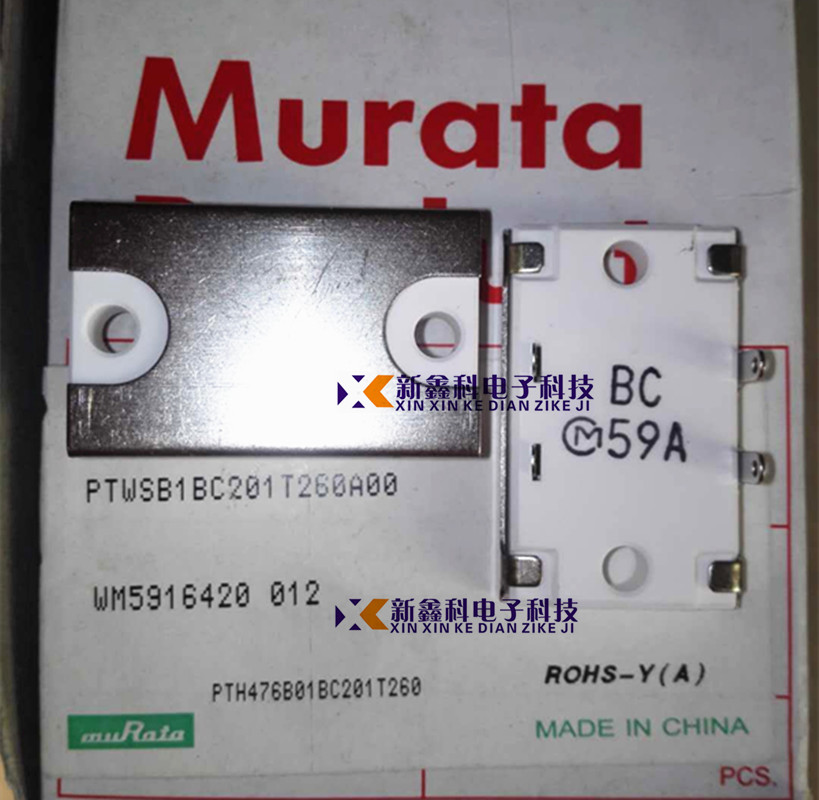 Murata
BC
M59A
新鑫科电子科技
XIN XIN KE DIAN ZIKE JI
PTWSB1BC201T260A00
WM5916420 012
新鑫科电子科技
XIN XIN KE DIAN ZIKE JI
ROHS-Y(A)
PTH476B01BC201T260
muRata
MADE IN CHINA
PCS.